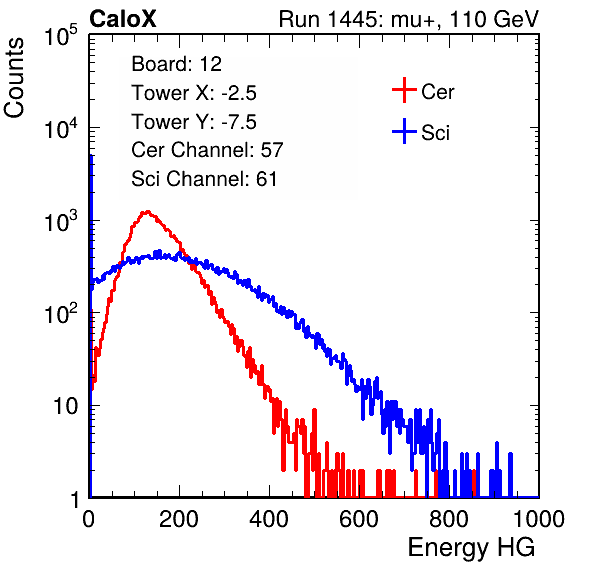 CaloX Run 1445: mu+, 110 GeV
Counts
Board: 12
Tower X: -2.5
Tower Y: -7.5
Cer Channel: 57
Sci Channel: 61
Cer
Sci
10^5
10^4
10^3
10^2
10
1
0 200 400 600 800 1000
Energy HG